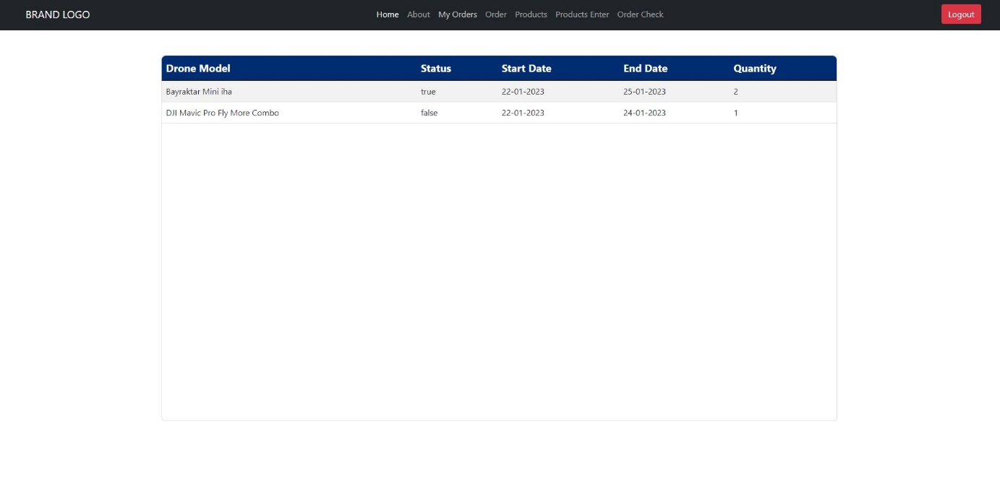 BRAND LOGO Home About My Orders Order Products Products Enter Order Check Logout
Drone Model Status Start Date End Date Quantity
Bayraktar Mini iha true 22-01-2023 25-01-2023 2
DJI Mavic Pro Fly More Combo false 22-01-2023 24-01-2023 1